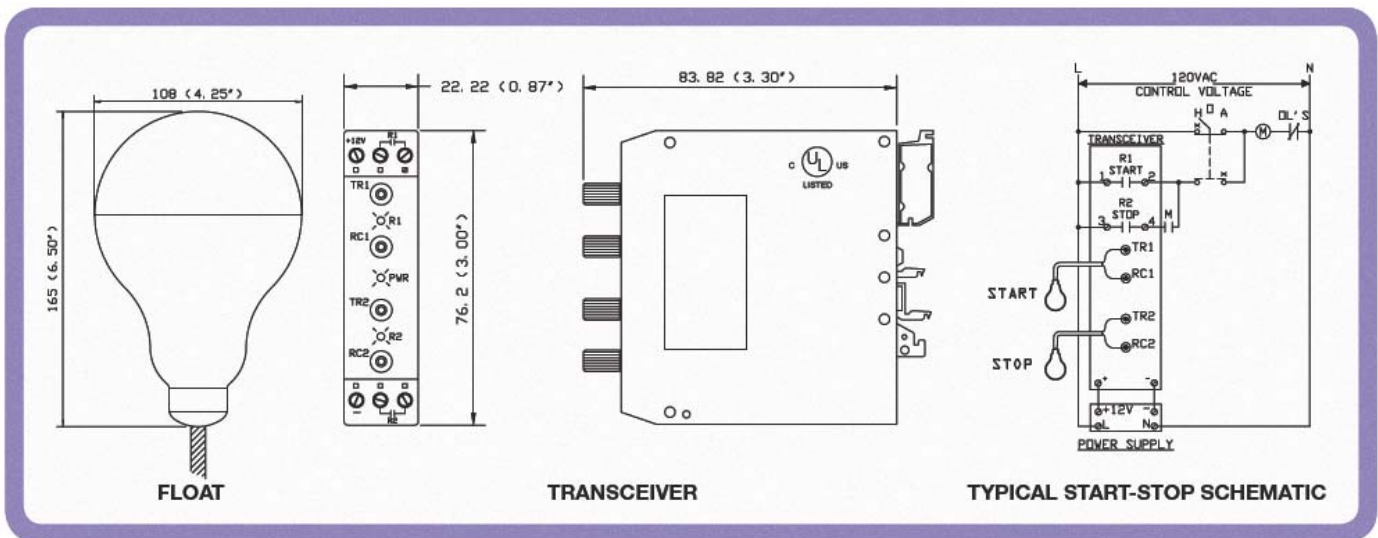 108 (4.25")
165 (6.50")
FLOAT
22.22 (0.87")
76.2 (3.00")
+12V
R1
TR1
R1
RC1
PWR
TR2
R2
RC2
-
R2
83.82 (3.30")
C UL US
LISTED
TRANSCEIVER
L
N
120VAC
CONTROL VOLTAGE
H O A
M
OL'S
TRANSCEIVER
R1
START
1
2
R2
STOP
3
4
M
TR1
RC1
START
TR2
RC2
STOP
+
-
+12V
-
L
N
POWER SUPPLY
TYPICAL START-STOP SCHEMATIC